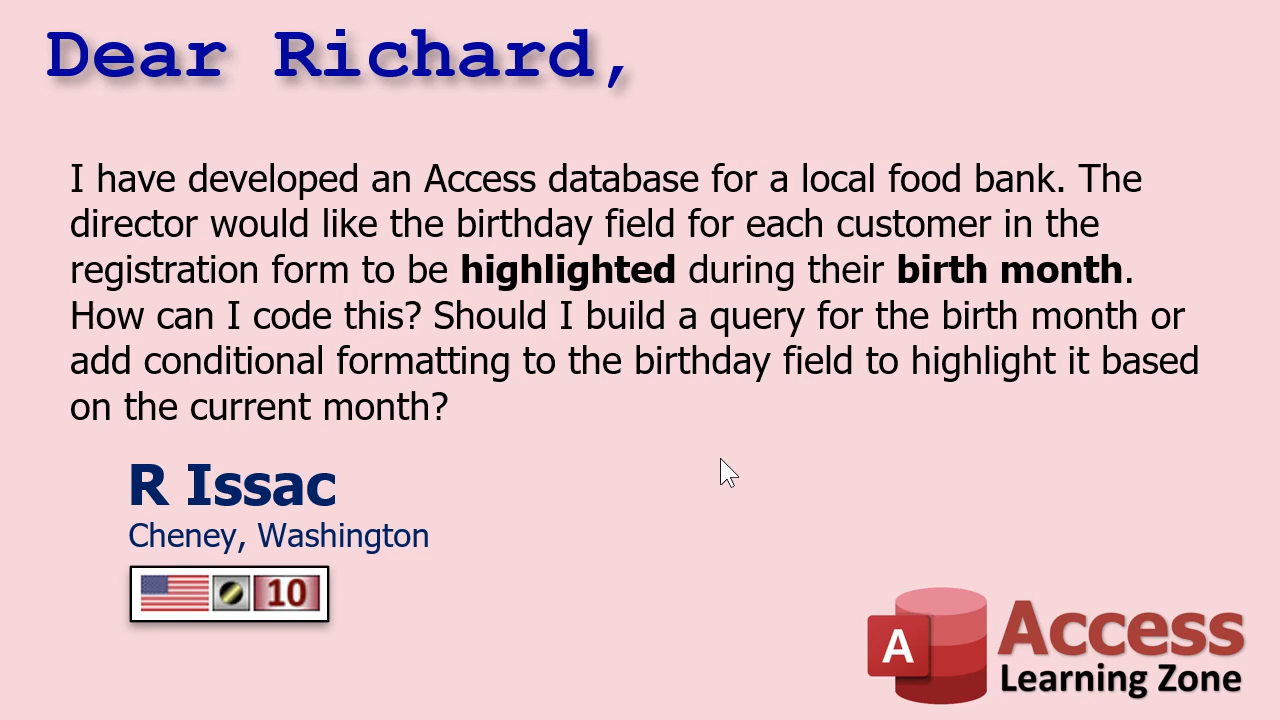 Dear Richard,
I have developed an Access database for a local food bank. The
director would like the birthday field for each customer in the
registration form to be highlighted during their birth month.
How can I code this? Should I build a query for the birth month or
add conditional formatting to the birthday field to highlight it based
on the current month?
R Issac
Cheney, Washington
10
A
Access
Learning Zone